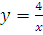 y = 4/x